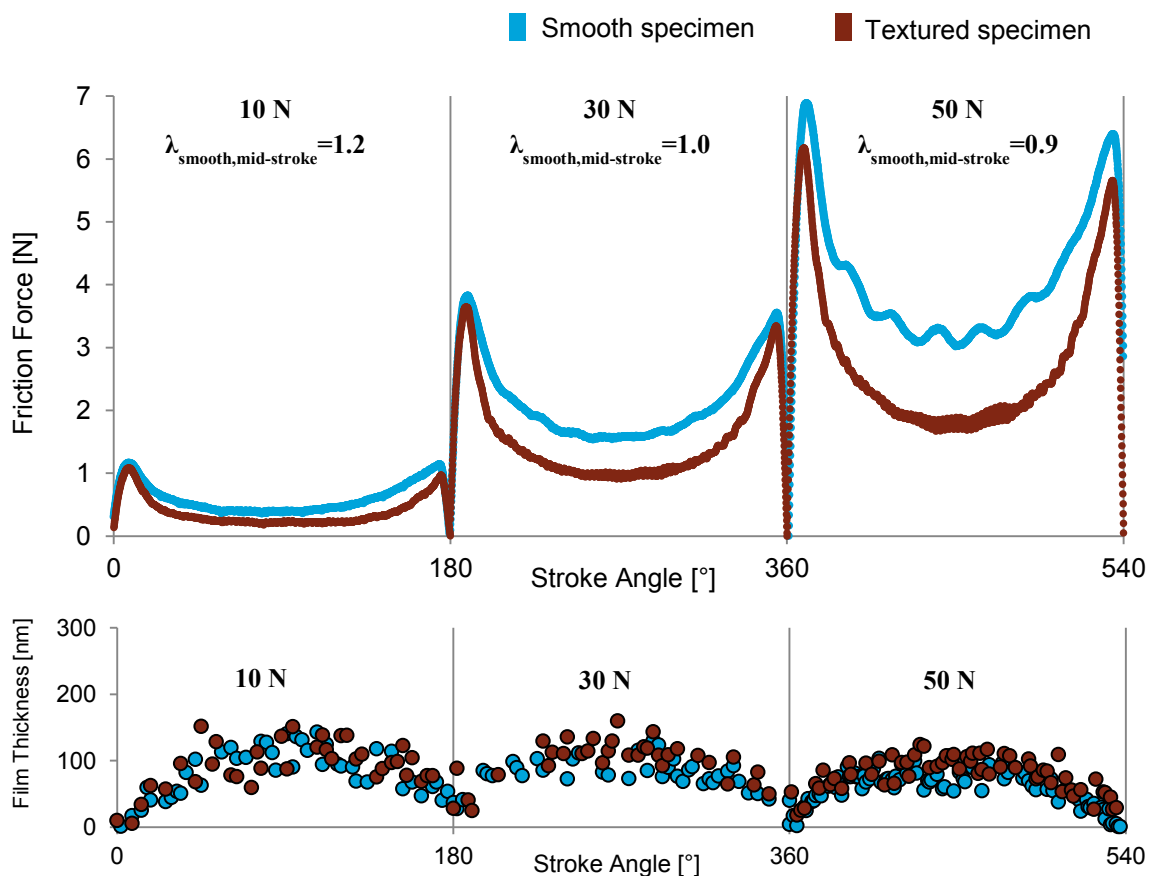 Smooth specimen Textured specimen
7
6
5
4
3
2
1
0
Friction Force [N]
10 N
λsmooth,mid-stroke=1.2
30 N
λsmooth,mid-stroke=1.0
50 N
λsmooth,mid-stroke=0.9
0 180 360 540
Stroke Angle [°]
300
200
100
0
Film Thickness [nm]
10 N 30 N 50 N
0 180 360 540
Stroke Angle [°]